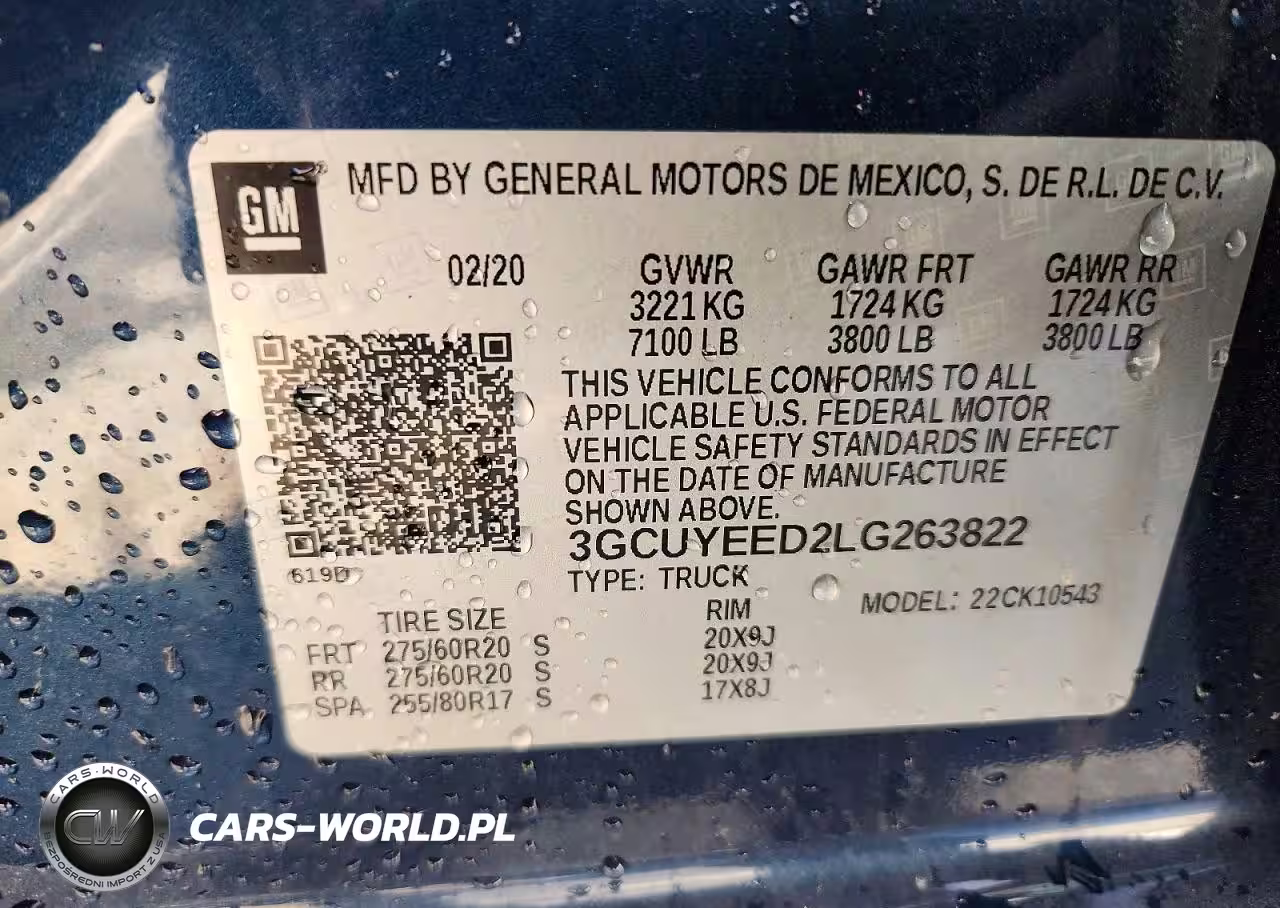 GM
MFD BY GENERAL MOTORS DE MEXICO, S. DE R.L. DE C.V.
02/20 GVWR GAWR FRT GAWR RR
3221 KG 1724 KG 1724 KG
7100 LB 3800 LB 3800 LB
THIS VEHICLE CONFORMS TO ALL
APPLICABLE U.S. FEDERAL MOTOR
VEHICLE SAFETY STANDARDS IN EFFECT
ON THE DATE OF MANUFACTURE
SHOWN ABOVE.
3GCUYEED2LG263822
619D
TYPE: TRUCK
MODEL: 22CK10543
TIRE SIZE RIM
FRT 275/60R20 S 20X9J
RR 275/60R20 S 20X9J
SPA 255/80R17 S 17X8J
CARS-WORLD
CW
BEZPOŚREDNI IMPORT Z USA
CARS-WORLD.PL